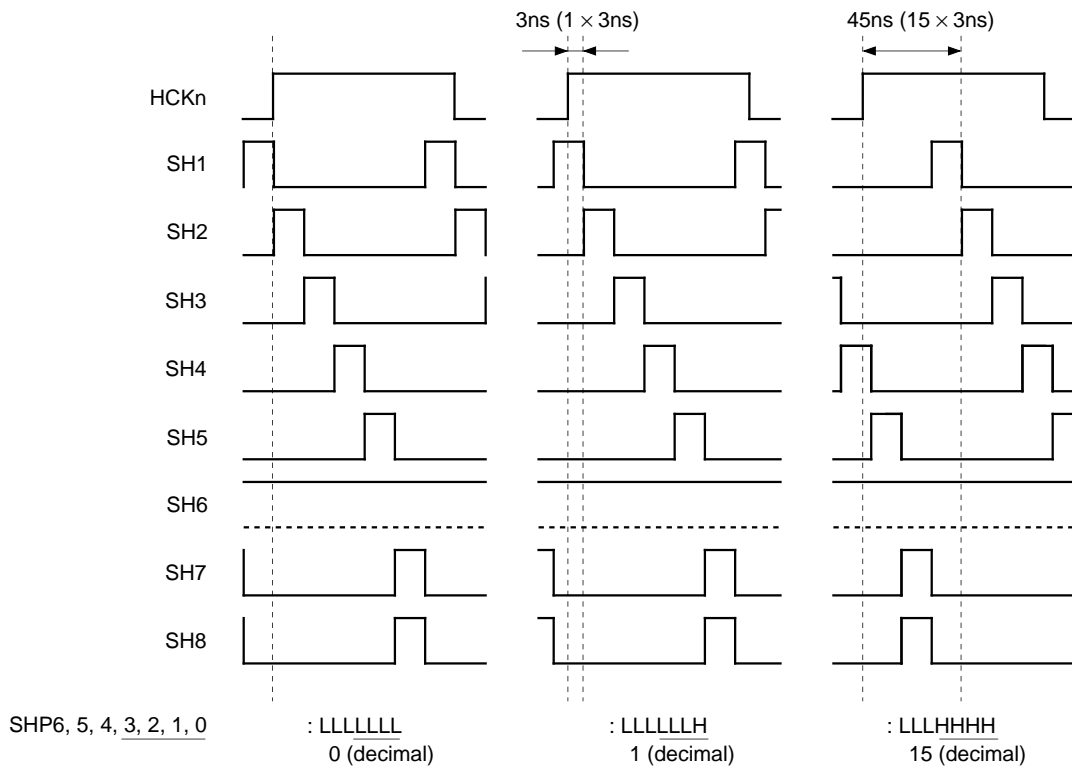 3ns (1 × 3ns) 45ns (15 × 3ns)
HCKn
SH1
SH2
SH3
SH4
SH5
SH6
SH7
SH8
SHP6, 5, 4, 3, 2, 1, 0 : LLLLLLL : LLLLLLH : LLLHHHH
0 (decimal) 1 (decimal) 15 (decimal)